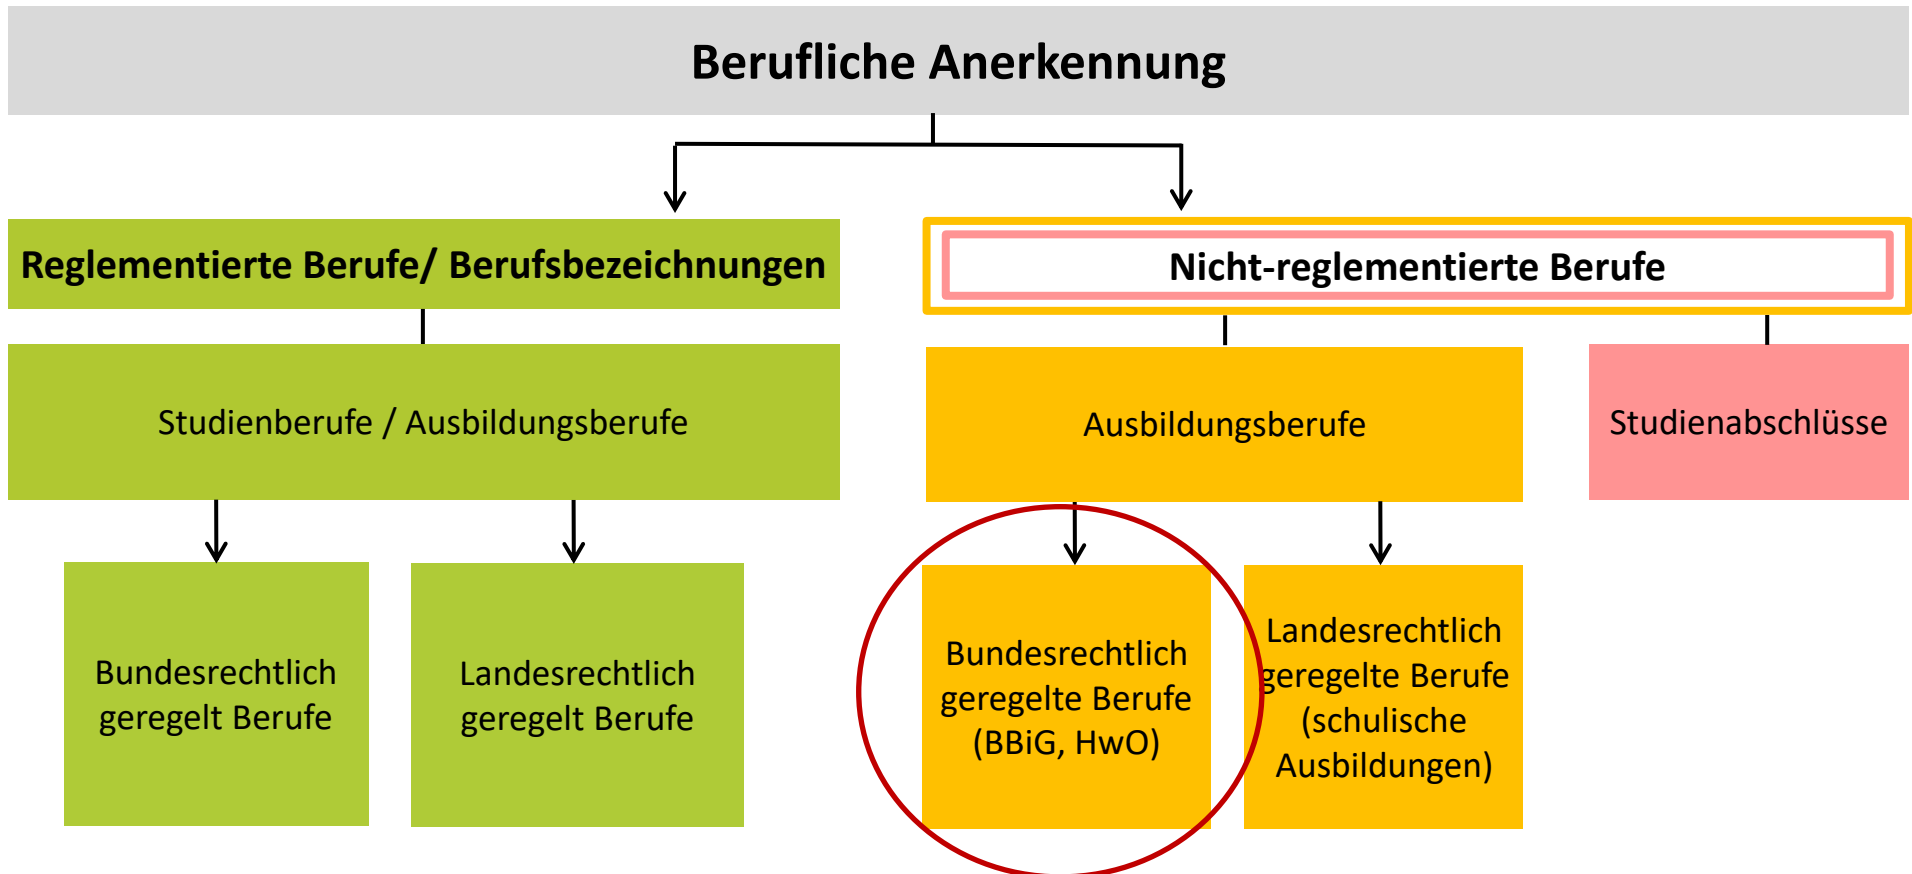 Berufliche Anerkennung
Reglementierte Berufe/ Berufsbezeichnungen
Nicht-reglementierte Berufe
Studienberufe / Ausbildungsberufe
Ausbildungsberufe
Studienabschlüsse
Bundesrechtlich
geregelt Berufe
Landesrechtlich
geregelt Berufe
Bundesrechtlich
geregelte Berufe
(BBiG, HwO)
Landesrechtlich
geregelte Berufe
(schulische
Ausbildungen)